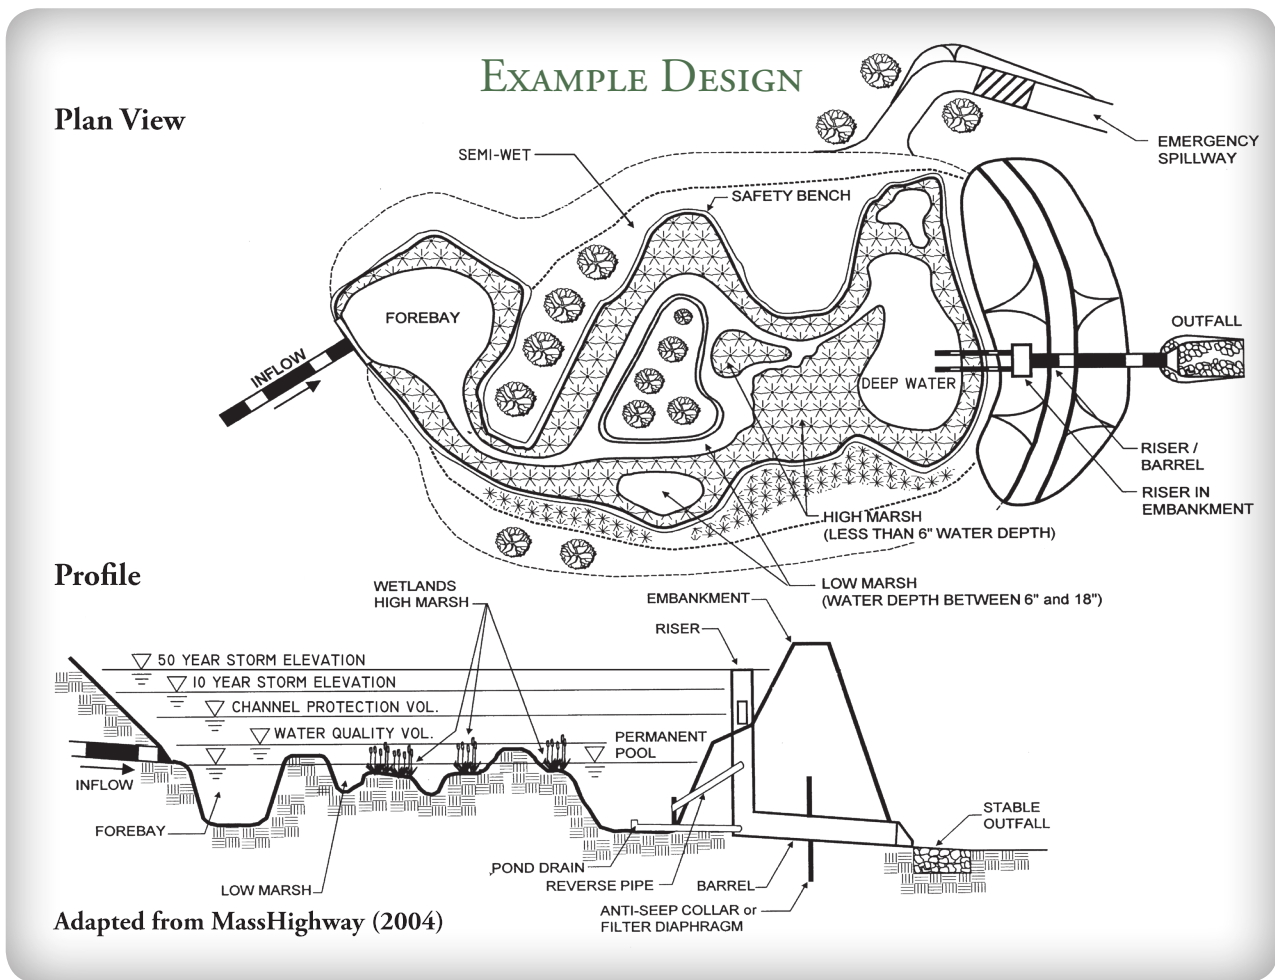 EXAMPLE DESIGN
Plan View
EMERGENCY
SPILLWAY
SEMI-WET
SAFETY BENCH
FOREBAY
OUTFALL
INFLOW
DEEP WATER
RISER /
BARREL
RISER IN
EMBANKMENT
HIGH MARSH
(LESS THAN 6" WATER DEPTH)
LOW MARSH
(WATER DEPTH BETWEEN 6" and 18")
Profile
WETLANDS
HIGH MARSH
EMBANKMENT
RISER
50 YEAR STORM ELEVATION
10 YEAR STORM ELEVATION
CHANNEL PROTECTION VOL.
WATER QUALITY VOL.
PERMANENT
POOL
INFLOW
FOREBAY
STABLE
OUTFALL
POND DRAIN
REVERSE PIPE
BARREL
LOW MARSH
ANTI-SEEP COLLAR or
FILTER DIAPHRAGM
Adapted from MassHighway (2004)